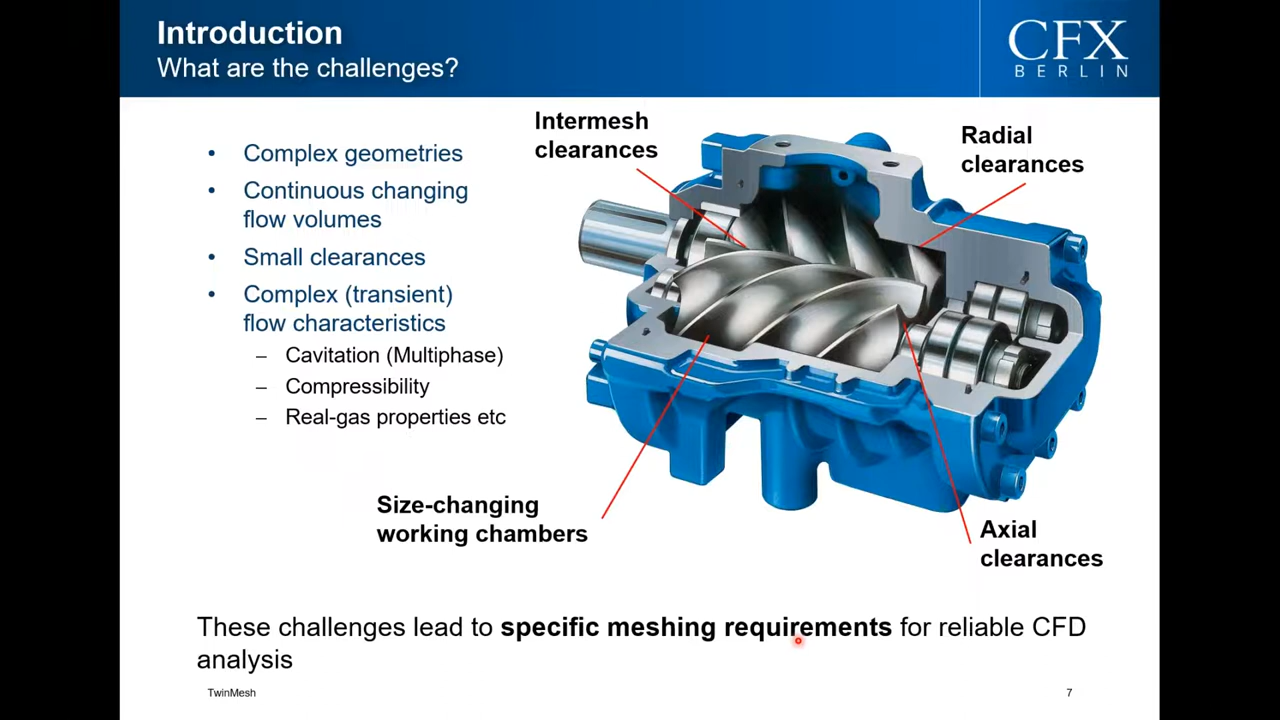 Introduction
What are the challenges?
CFX
BERLIN
• Complex geometries
• Continuous changing
flow volumes
• Small clearances
• Complex (transient)
flow characteristics
– Cavitation (Multiphase)
– Compressibility
– Real-gas properties etc
Intermesh
clearances
Radial
clearances
Size-changing
working chambers
Axial
clearances
These challenges lead to specific meshing requirements for reliable CFD
analysis
TwinMesh
7